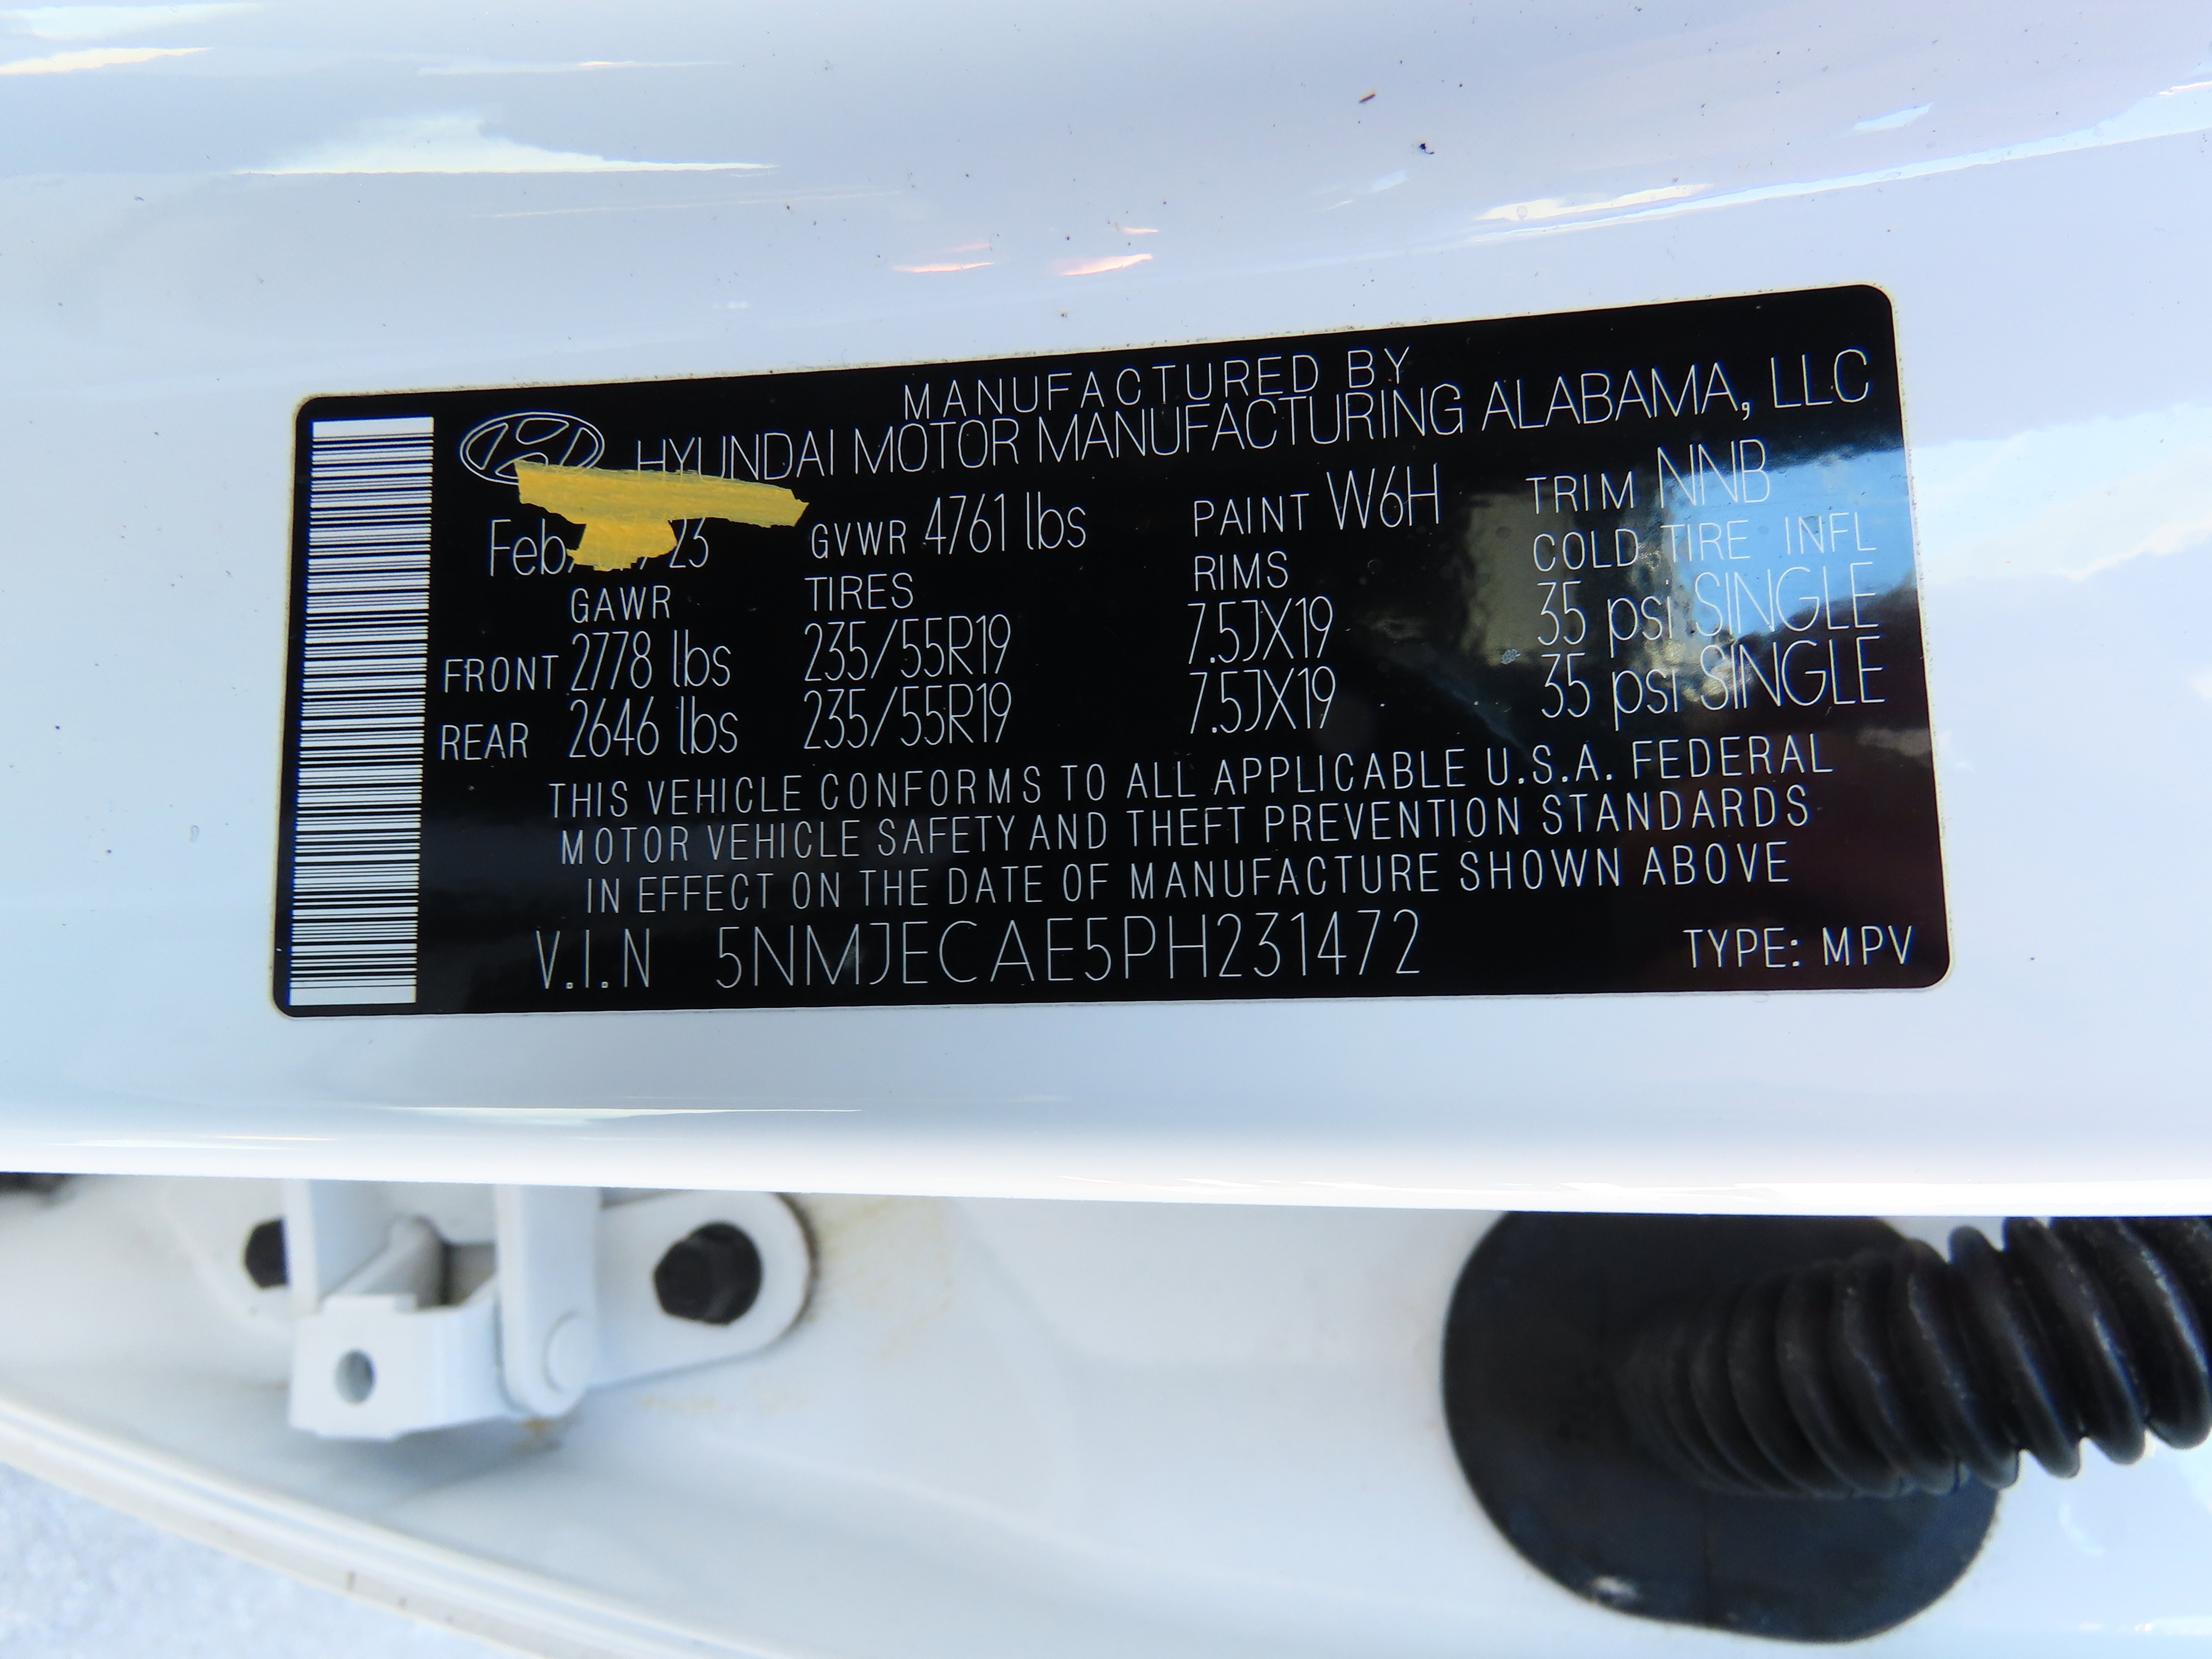 MANUFACTURED BY
HYUNDAI MOTOR MANUFACTURING ALABAMA, LLC
Feb 23 GVWR 4761 lbs PAINT W6H TRIM NNB
GAWR TIRES RIMS COLD TIRE INFL
FRONT 2778 lbs 235/55R19 7.5JX19 35 psi SINGLE
REAR 2646 lbs 235/55R19 7.5JX19 35 psi SINGLE
THIS VEHICLE CONFORMS TO ALL APPLICABLE U.S.A. FEDERAL
MOTOR VEHICLE SAFETY AND THEFT PREVENTION STANDARDS
IN EFFECT ON THE DATE OF MANUFACTURE SHOWN ABOVE
V.I.N 5NMJECAE5PH231472 TYPE: MPV